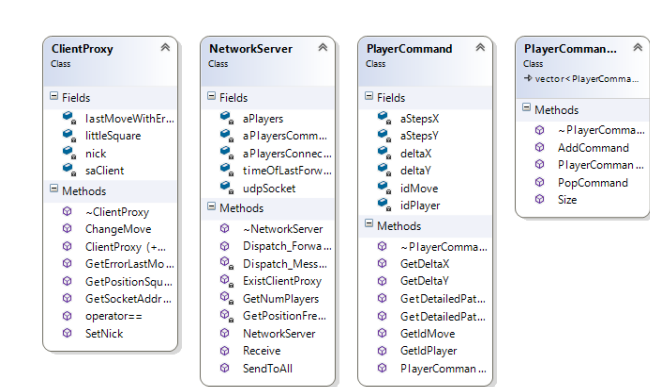 ClientProxy
Class
Fields
lastMoveWithEr...
littleSquare
nick
saClient
Methods
~ClientProxy
ChangeMove
ClientProxy (+...
GetErrorLastMo...
GetPositionSqu...
GetSocketAddr...
operator==
SetNick
NetworkServer
Class
Fields
aPlayers
aPlayersComm...
aPlayersConnec...
timeOfLastForw...
udpSocket
Methods
~NetworkServer
Dispatch_Forwa...
Dispatch_Mess...
ExistClientProxy
GetNumPlayers
GetPositionFre...
NetworkServer
Receive
SendToAll
PlayerCommand
Class
Fields
aStepsX
aStepsY
deltaX
deltaY
idMove
idPlayer
Methods
~PlayerComma...
GetDeltaX
GetDeltaY
GetDetailedPat...
GetDetailedPat...
GetIdMove
GetIdPlayer
PlayerComman...
PlayerComman...
Class
vector<PlayerComma...
Methods
~PlayerComma...
AddCommand
PlayerComman...
PopCommand
Size